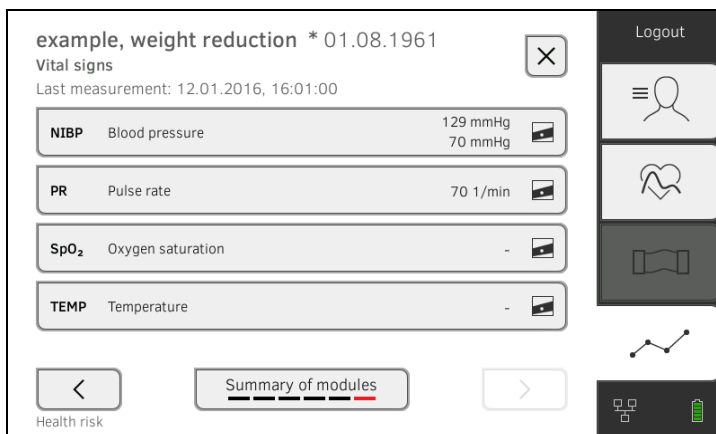 example, weight reduction * 01.08.1961
Vital signs
Last measurement: 12.01.2016, 16:01:00
NIBP Blood pressure 129 mmHg
70 mmHg
PR Pulse rate 70 1/min
SpO₂ Oxygen saturation -
TEMP Temperature -
Summary of modules
Health risk
Logout